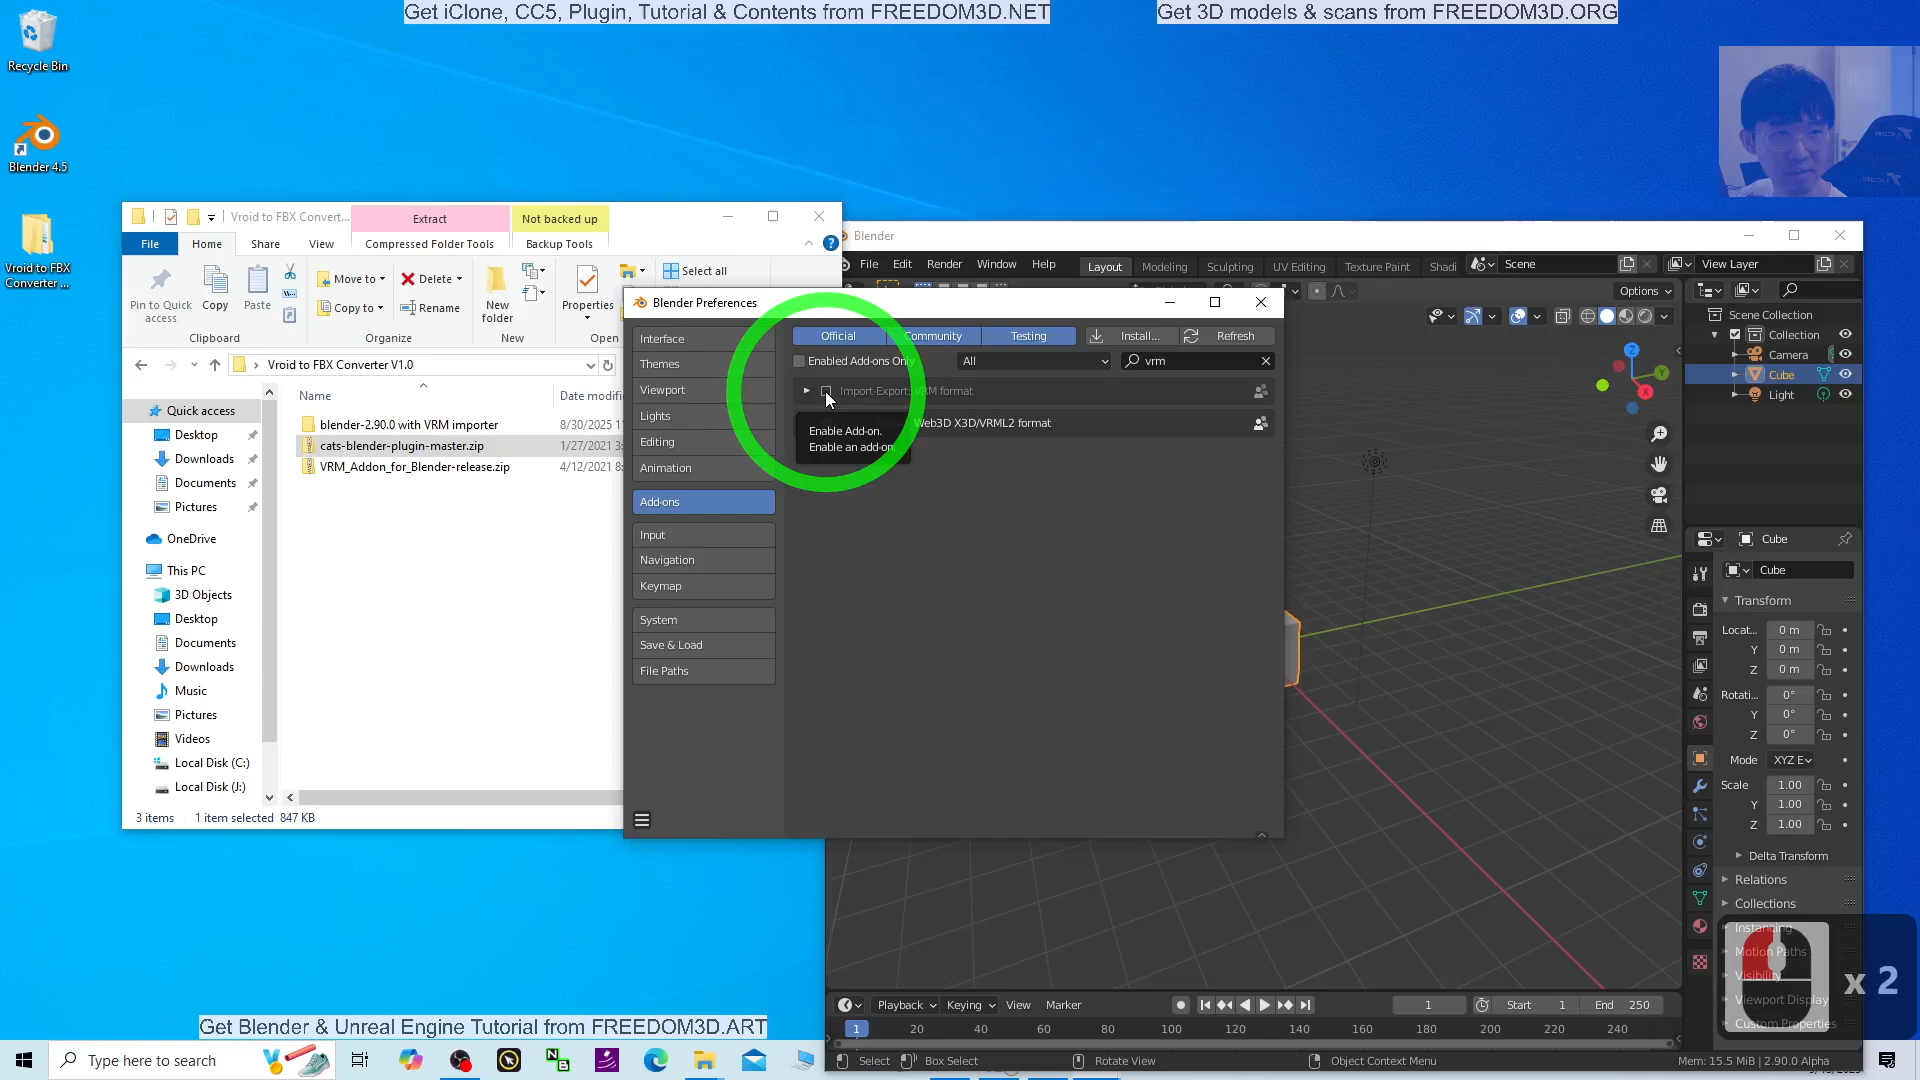 Get iClone, CC5, Plugin, Tutorial & Contents from FREEDOM3D.NET
Get 3D models & scans from FREEDOM3D.ORG
Recycle Bin
Blender 4.5
Vroid to FBX
Converter ...
Vroid to FBX Convert...
Extract
Not backed up
File
Home
Share
View
Compressed Folder Tools
Backup Tools
Pin to Quick
access
Copy
Paste
Clipboard
Move to
Copy to
Delete
Rename
Organize
New
folder
New
Properties
Open
Select all
Vroid to FBX Converter V1.0
Name
Date modifie
blender-2.90.0 with VRM importer
8/30/2025 11
cats-blender-plugin-master.zip
1/27/2021 3:
VRM_Addon_for_Blender-release.zip
4/12/2021 8:
Quick access
Desktop
Downloads
Documents
Pictures
OneDrive
This PC
3D Objects
Desktop
Documents
Downloads
Music
Pictures
Videos
Local Disk (C:)
Local Disk (J:)
3 items
1 item selected 847 KB
Blender Preferences
Interface
Themes
Viewport
Lights
Editing
Animation
Add-ons
Input
Navigation
Keymap
System
Save & Load
File Paths
Official
Community
Testing
Install...
Refresh
Enabled Add-ons Only
All
vrm
Import-Export: VRM format
Web3D X3D/VRML2 format
Enable Add-on.
Enable an add-on
Blender
File
Edit
Render
Window
Help
Layout
Modeling
Sculpting
UV Editing
Texture Paint
Shadi
Scene
View Layer
Options
Scene Collection
Collection
Camera
Cube
Light
Z
Y
X
Cube
Cube
Transform
Locat...
0 m
Y
0 m
Z
0 m
Rotati...
0°
Y
0°
Z
0°
Mode
XYZ E
Scale
1.00
Y
1.00
Z
1.00
Delta Transform
Relations
Collections
Instancing
Motion Paths
Visibility
Viewport Display
Custom Properties
x 2
Playback
Keying
View
Marker
1
Start
1
End
250
1
20
40
60
80
100
120
140
160
180
200
220
240
Select
Box Select
Rotate View
Object Context Menu
Mem: 15.5 MiB | 2.90.0 Alpha
Get Blender & Unreal Engine Tutorial from FREEDOM3D.ART
Type here to search